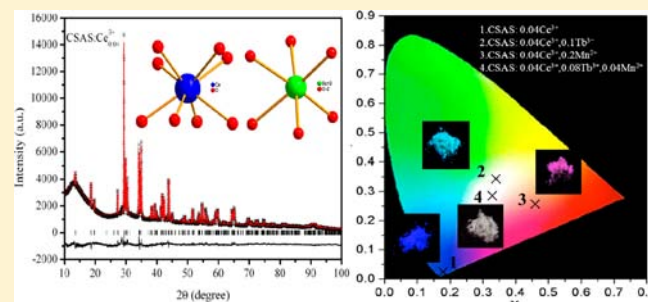 CSAS:Ce
16000
14000
12000
10000
8000
6000
4000
2000
0
-2000
Intensity (a.u.)
10 20 30 40 50 60 70 80 90 100
2θ (degree)
0.9
0.8
0.7
0.6
0.5
0.4
0.3
0.2
0.1
0.0
1.CSAS: 0.04Ce³⁺
2.CSAS: 0.04Ce³⁺,0.1Tb³⁺
3.CSAS: 0.04Ce³⁺,0.2Mn²⁺
4.CSAS: 0.04Ce³⁺,0.08Tb³⁺,0.04Mn²⁺
2
4
3
1
0.0 0.1 0.2 0.3 0.4 0.5 0.6 0.7 0.8